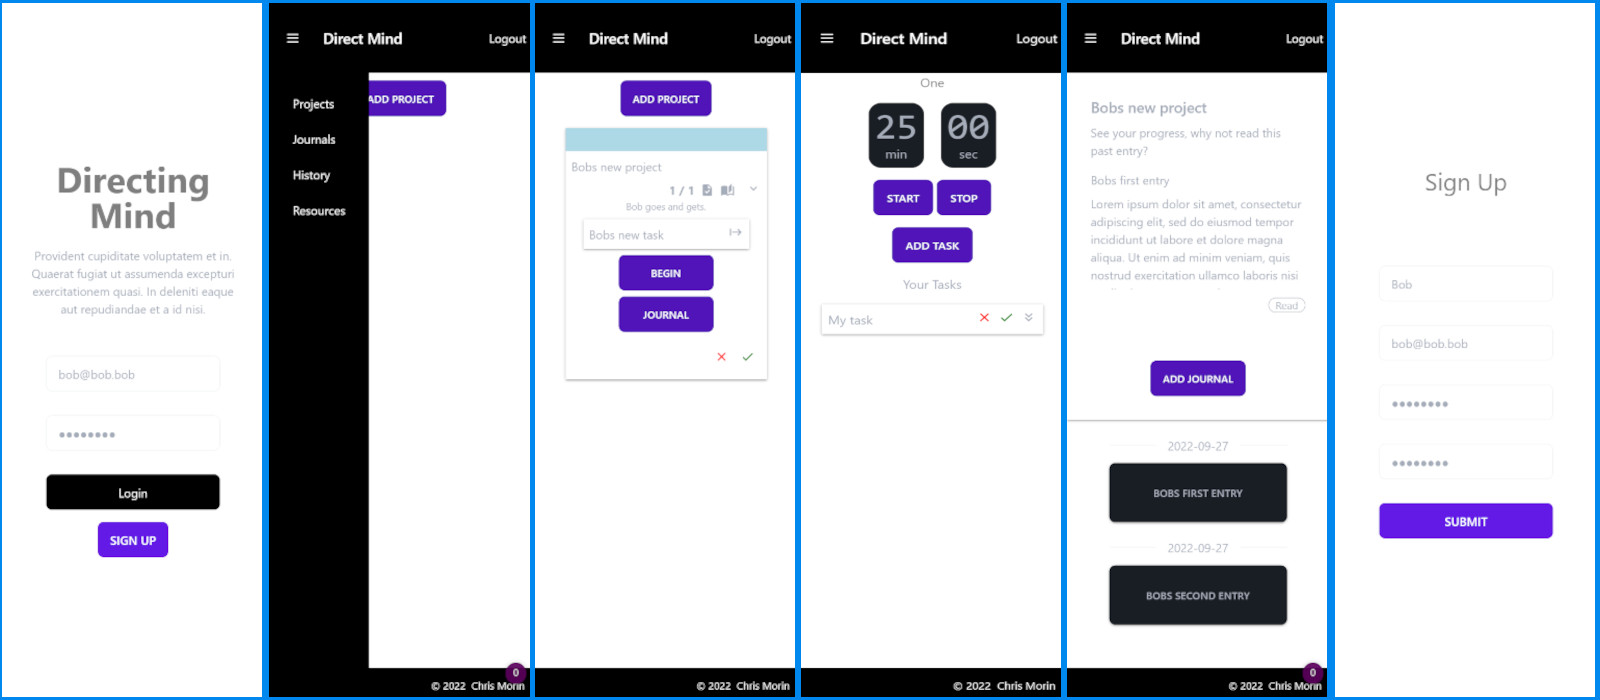 Directing
Mind
Provident cupiditate voluptatem et in.
Quaerat fugiat ut assumenda excepturi
exercitationem quasi. In deleniti eaque
aut repudiandae et a id nisi.
bob@bob.bob
Login
SIGN UP
Direct Mind
Logout
Projects
Journals
History
Resources
ADD PROJECT
0
© 2022 Chris Morin
Direct Mind
Logout
ADD PROJECT
Bobs new project
1 / 1
Bob goes and gets.
Bobs new task
BEGIN
JOURNAL
© 2022 Chris Morin
Direct Mind
Logout
One
25 00
min sec
START STOP
ADD TASK
Your Tasks
My task
© 2022 Chris Morin
Direct Mind
Logout
Bobs new project
See your progress, why not read this
past entry?
Bobs first entry
Lorem ipsum dolor sit amet, consectetur
adipiscing elit, sed do eiusmod tempor
incididunt ut labore et dolore magna
aliqua. Ut enim ad minim veniam, quis
nostrud exercitation ullamco laboris nisi
Read
ADD JOURNAL
2022-09-27
BOBS FIRST ENTRY
2022-09-27
BOBS SECOND ENTRY
0
© 2022 Chris Morin
Sign Up
Bob
bob@bob.bob
SUBMIT